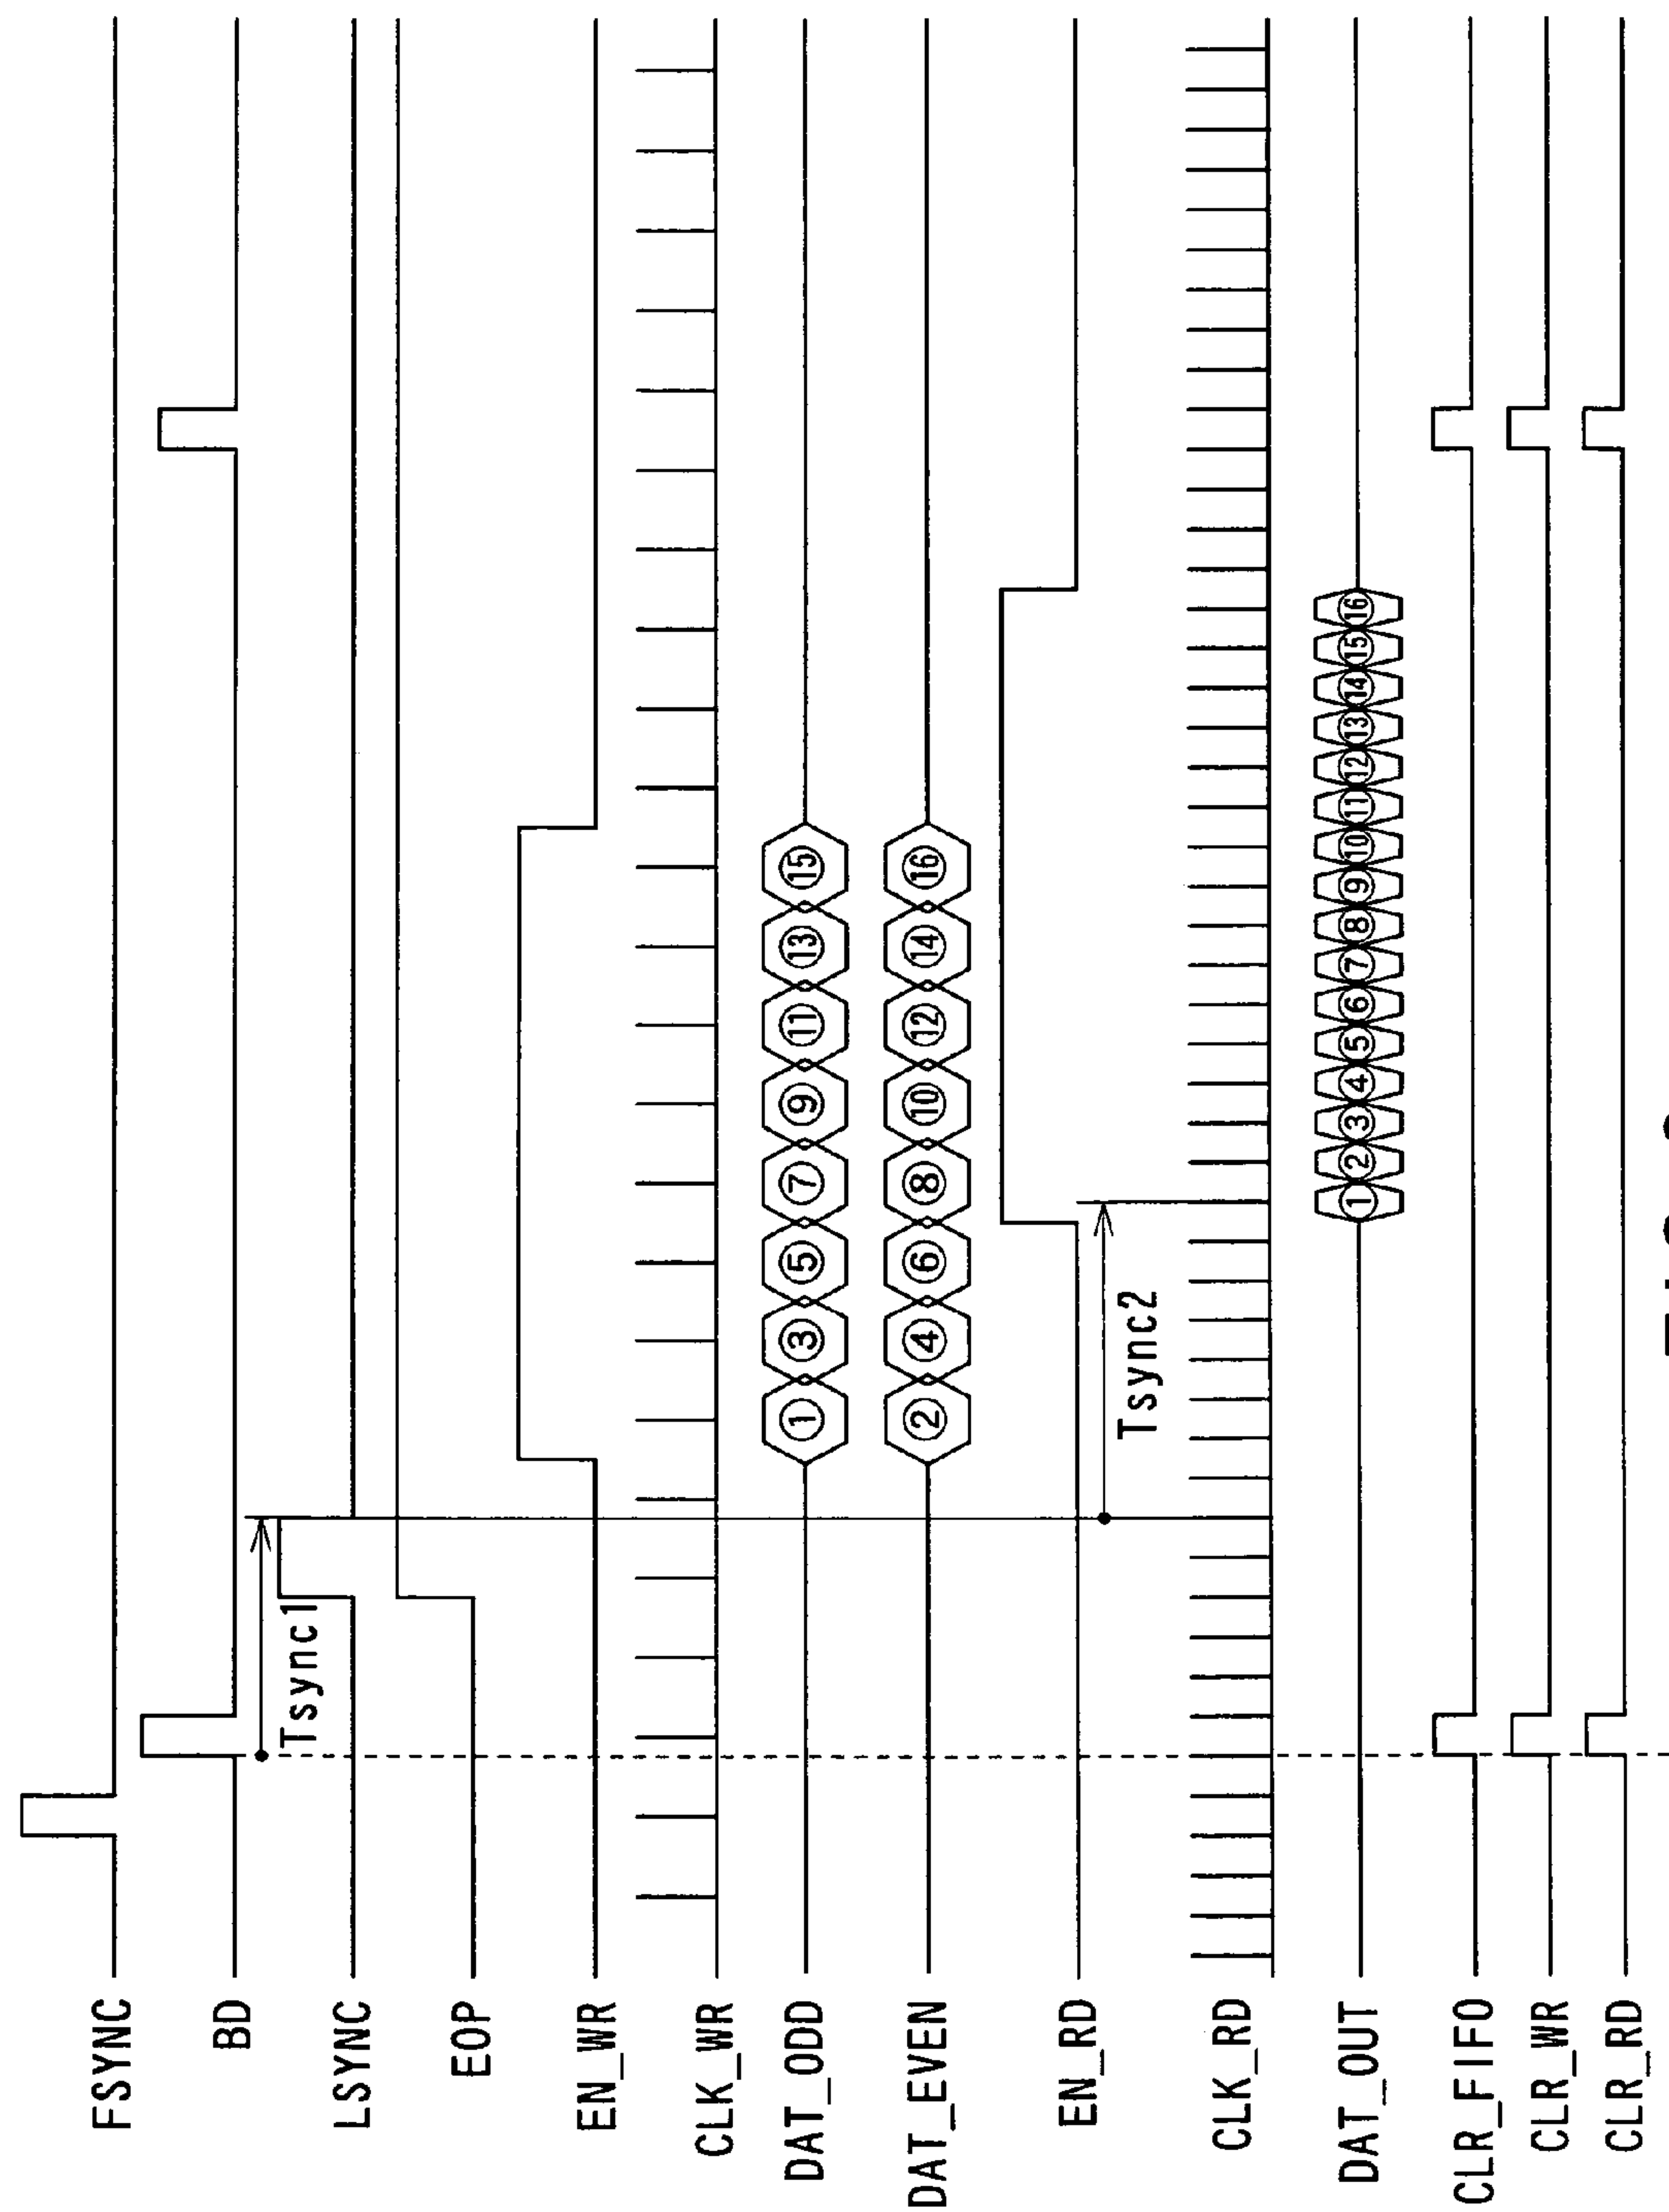 FSYNC
BD
Tsync1
LSYNC
EOP
EN_WR
CLK_WR
DAT_ODD ① ③ ⑤ ⑦ ⑨ ⑪ ⑬ ⑮
DAT_EVEN ② ④ ⑥ ⑧ ⑩ ⑫ ⑭ ⑯
EN_RD
Tsync2
CLK_RD
DAT_OUT ① ② ③ ④ ⑤ ⑥ ⑦ ⑧ ⑨ ⑩ ⑪ ⑫ ⑬ ⑭ ⑮ ⑯
CLR_FIFO
CLR_WR
CLR_RD